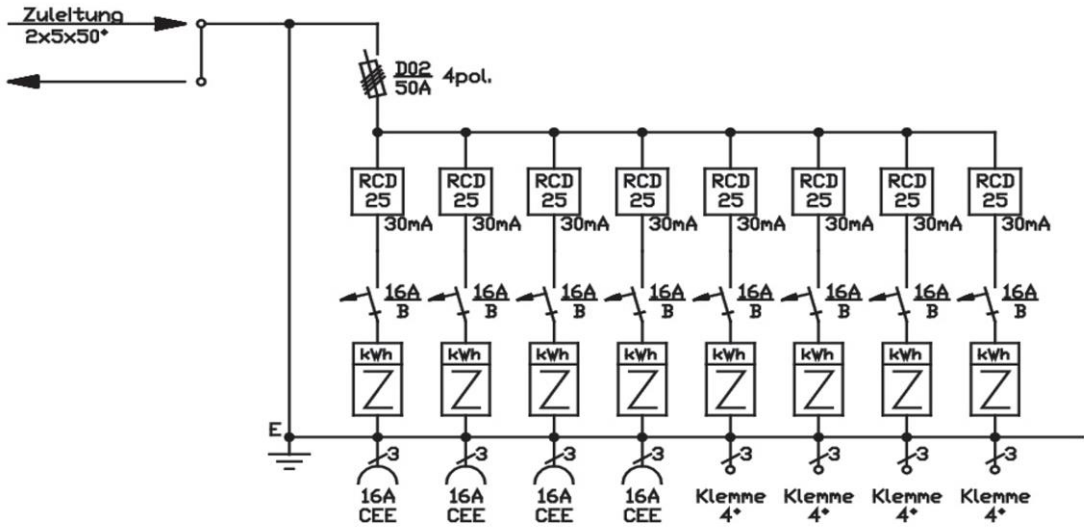 Zuleitung
2x5x50°
D02 4pol.
50A
RCD RCD RCD RCD RCD RCD RCD RCD
25 25 25 25 25 25 25 25
30mA 30mA 30mA 30mA 30mA 30mA 30mA 30mA
16A 16A 16A 16A 16A 16A 16A 16A
B B B B B B B B
kWh kWh kWh kWh kWh kWh kWh kWh
Z Z Z Z Z Z Z Z
E
3 3 3 3 3 3 3 3
16A 16A 16A 16A Klemme Klemme Klemme Klemme
CEE CEE CEE CEE 4° 4° 4° 4°